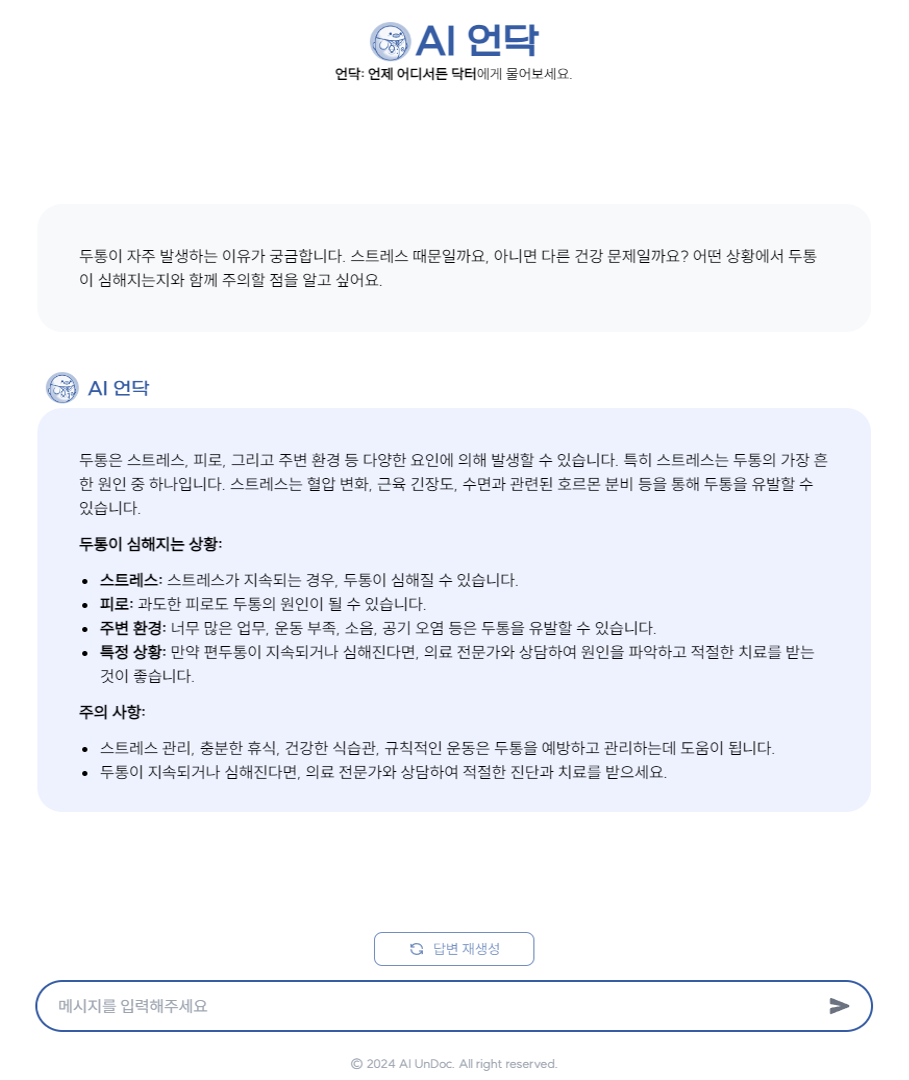 AI 언닥
언닥: 언제 어디서든 닥터에게 물어보세요.
두통이 자주 발생하는 이유가 궁금합니다. 스트레스 때문일까요, 아니면 다른 건강 문제일까요? 어떤 상황에서 두통
이 심해지는지와 함께 주의할 점을 알고 싶어요.
AI 언닥
두통은 스트레스, 피로, 그리고 주변 환경 등 다양한 요인에 의해 발생할 수 있습니다. 특히 스트레스는 두통의 가장 흔
한 원인 중 하나입니다. 스트레스는 혈압 변화, 근육 긴장도, 수면과 관련된 호르몬 분비 등을 통해 두통을 유발할 수
있습니다.
두통이 심해지는 상황:
• 스트레스: 스트레스가 지속되는 경우, 두통이 심해질 수 있습니다.
• 피로: 과도한 피로도 두통의 원인이 될 수 있습니다.
• 주변 환경: 너무 많은 업무, 운동 부족, 소음, 공기 오염 등은 두통을 유발할 수 있습니다.
• 특정 상황: 만약 편두통이 지속되거나 심해진다면, 의료 전문가와 상담하여 원인을 파악하고 적절한 치료를 받는
것이 좋습니다.
주의 사항:
• 스트레스 관리, 충분한 휴식, 건강한 식습관, 규칙적인 운동은 두통을 예방하고 관리하는데 도움이 됩니다.
• 두통이 지속되거나 심해진다면, 의료 전문가와 상담하여 적절한 진단과 치료를 받으세요.
답변 재생성
메시지를 입력해주세요
© 2024 AI UnDoc. All right reserved.